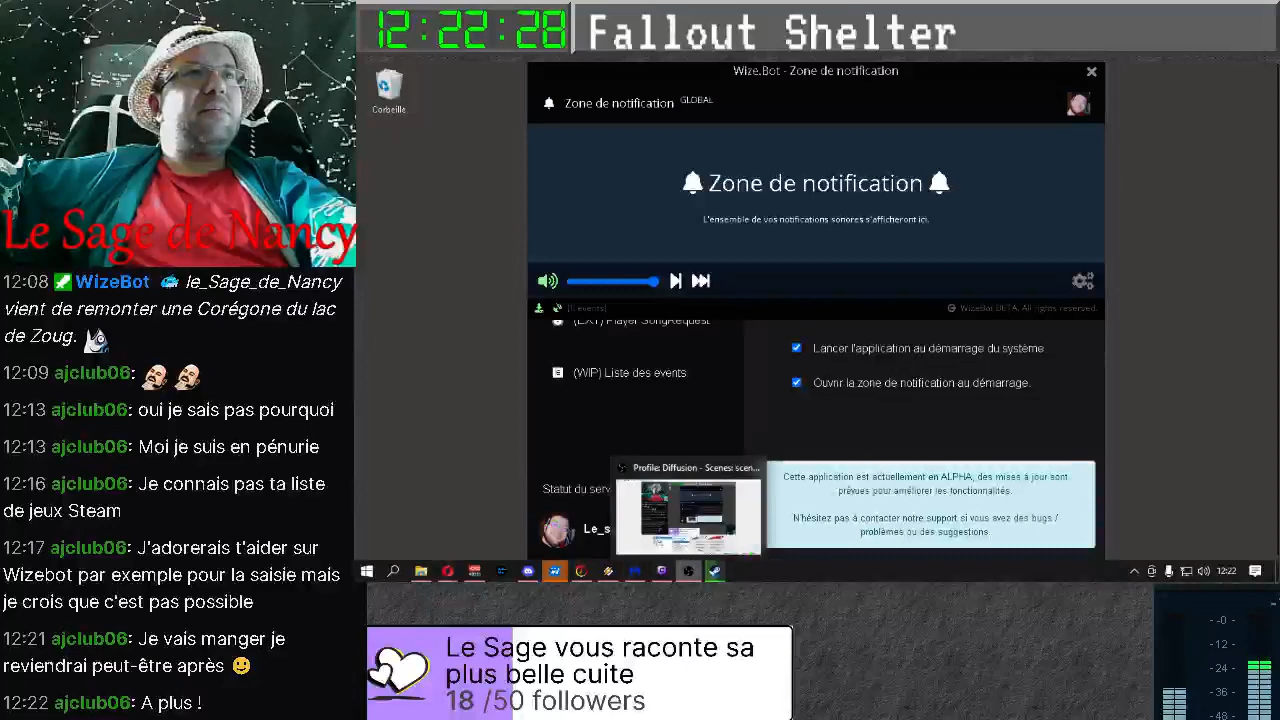 12:22:28
Fallout Shelter
Corbeille
Wize.Bot - Zone de notification
Zone de notification GLOBAL
Zone de notification
L'ensemble de vos notifications sonores s'afficheront ici.
WizeBot BETA. All rights reserved.
(EXT) Player SongRequest
(WIP) Liste des events
Lancer l'application au démarrage du système
Ouvrir la zone de notification au démarrage.
Profile: Diffusion - Scenes: scen...
Statut du serv
Le_s
Cette application est actuellement en ALPHA, des mises à jour sont
prévues pour améliorer les fonctionnalités.
N'hésitez pas à contacter notre support si vous avez des bugs /
problèmes ou des suggestions.
12:22
Le Sage de Nancy
12:08 WizeBot le_Sage_de_Nancy
vient de remonter une Corégone du lac
de Zoug.
12:09 ajclub06:
12:13 ajclub06: oui je sais pas pourquoi
12:13 ajclub06: Moi je suis en pénurie
12:16 ajclub06: Je connais pas ta liste
de jeux Steam
12:17 ajclub06: J'adorerais t'aider sur
Wizebot par exemple pour la saisie mais
je crois que c'est pas possible
12:21 ajclub06: Je vais manger je
reviendrai peut-être après
12:22 ajclub06: A plus !
Le Sage vous raconte sa
plus belle cuite
18 /50 followers
-0
-12
-24
-36
-48